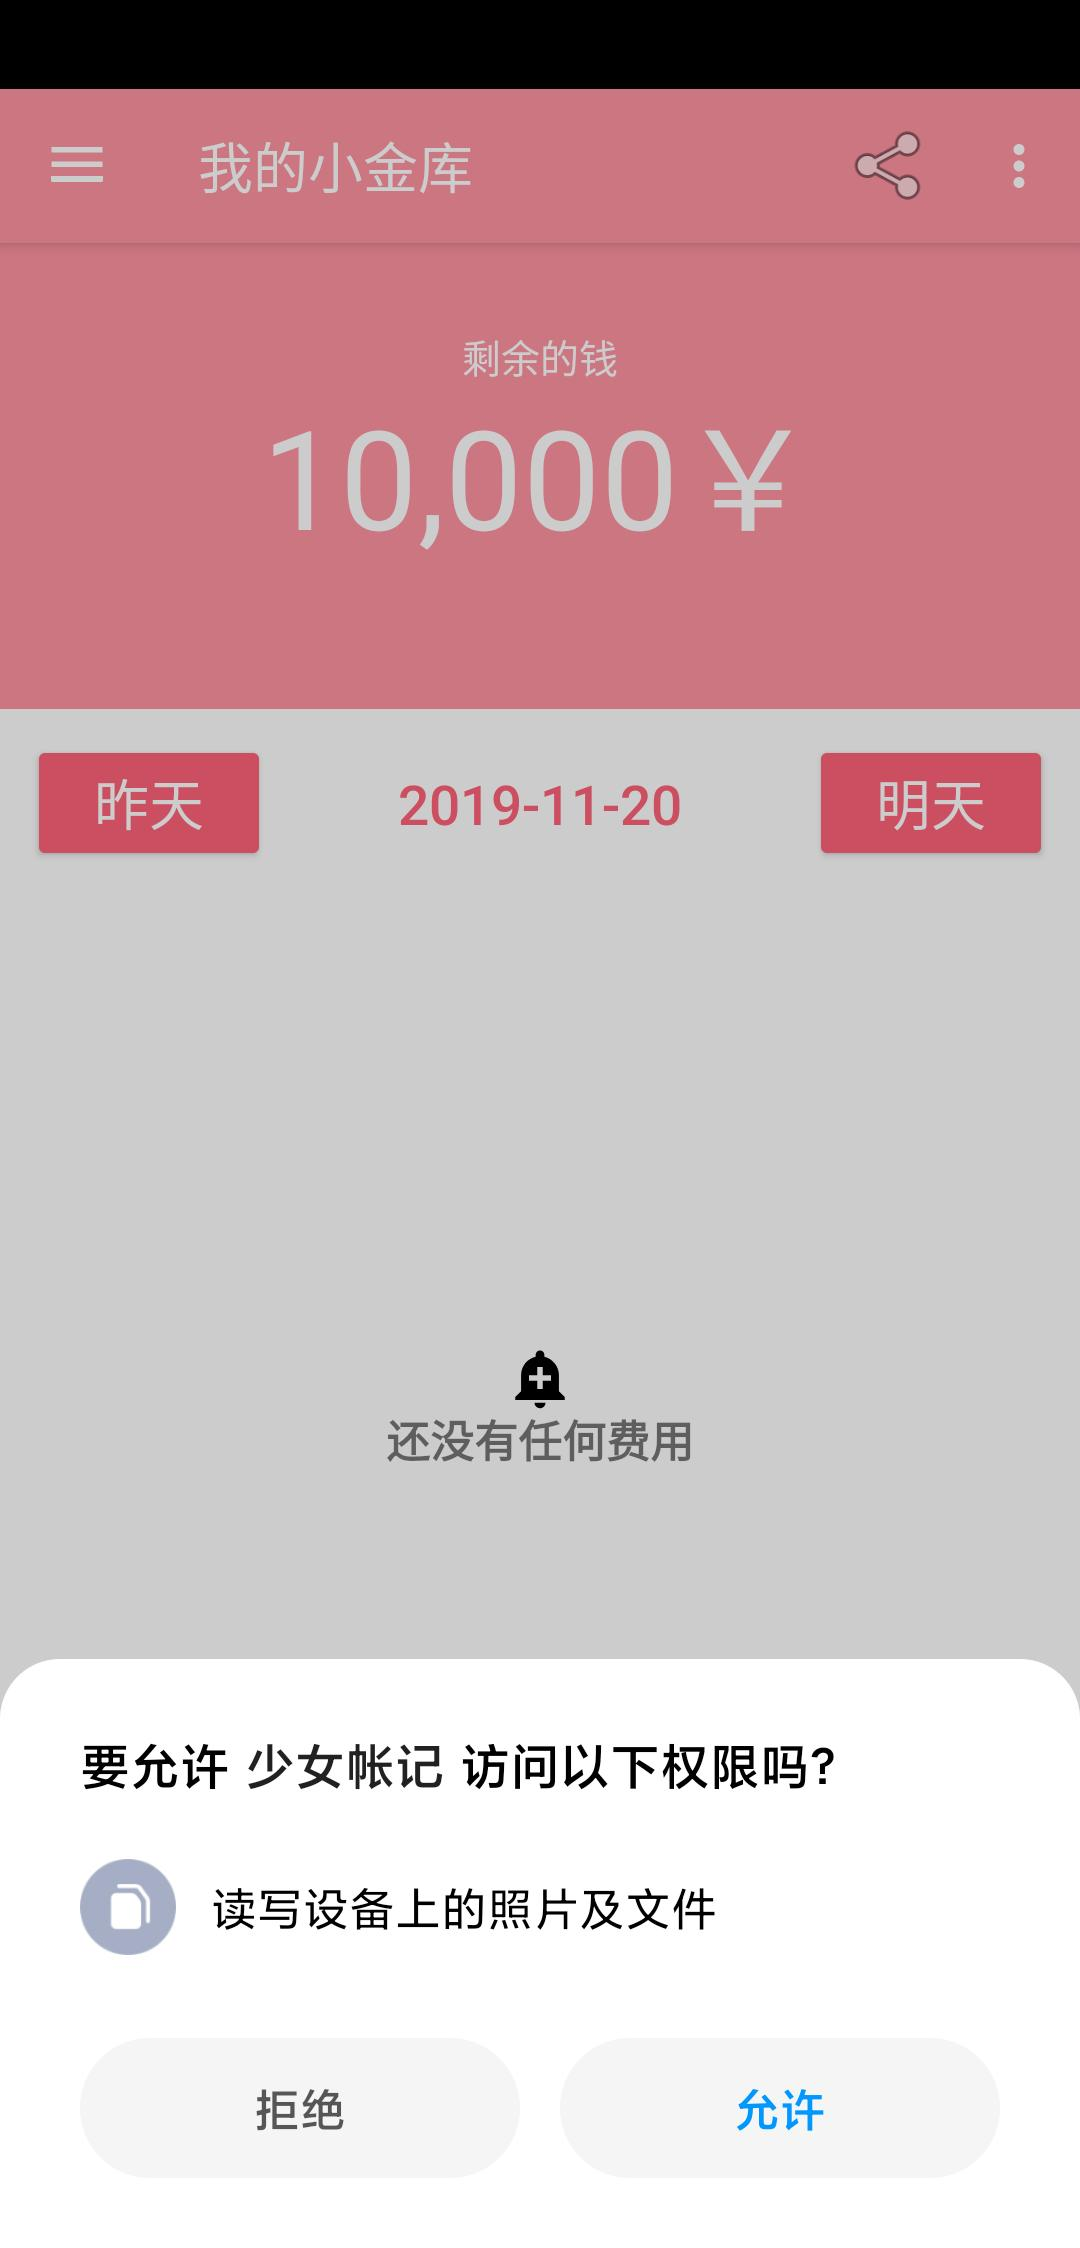 我的小金库
剩余的钱
10,000 ¥
昨天
2019-11-20
明天
还没有任何费用
要允许 少女帐记 访问以下权限吗?
读写设备上的照片及文件
拒绝
允许